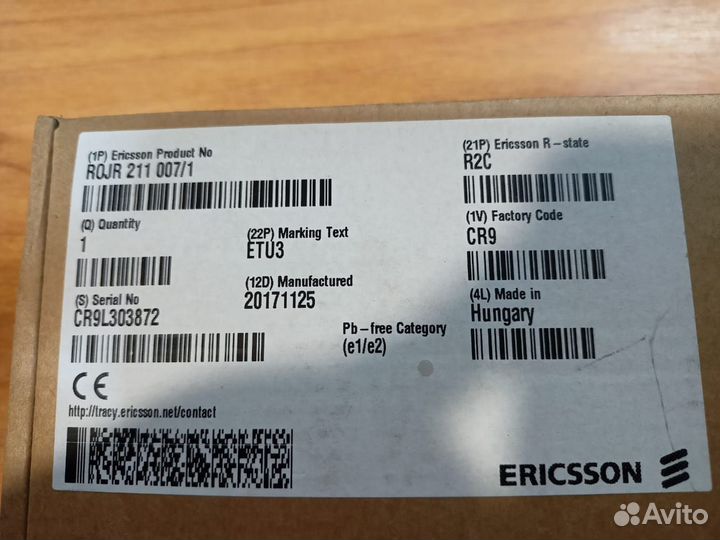 (1P) Ericsson Product No
ROJR 211 007/1
(21P) Ericsson R-state
R2C
(Q) Quantity
1
(22P) Marking Text
ETU3
(1V) Factory Code
CR9
(12D) Manufactured
20171125
(S) Serial No
CR9L303872
(4L) Made in
Hungary
Pb-free Category
(e1/e2)
CE
http://tracy.ericsson.net/contact
ERICSSON
Avito